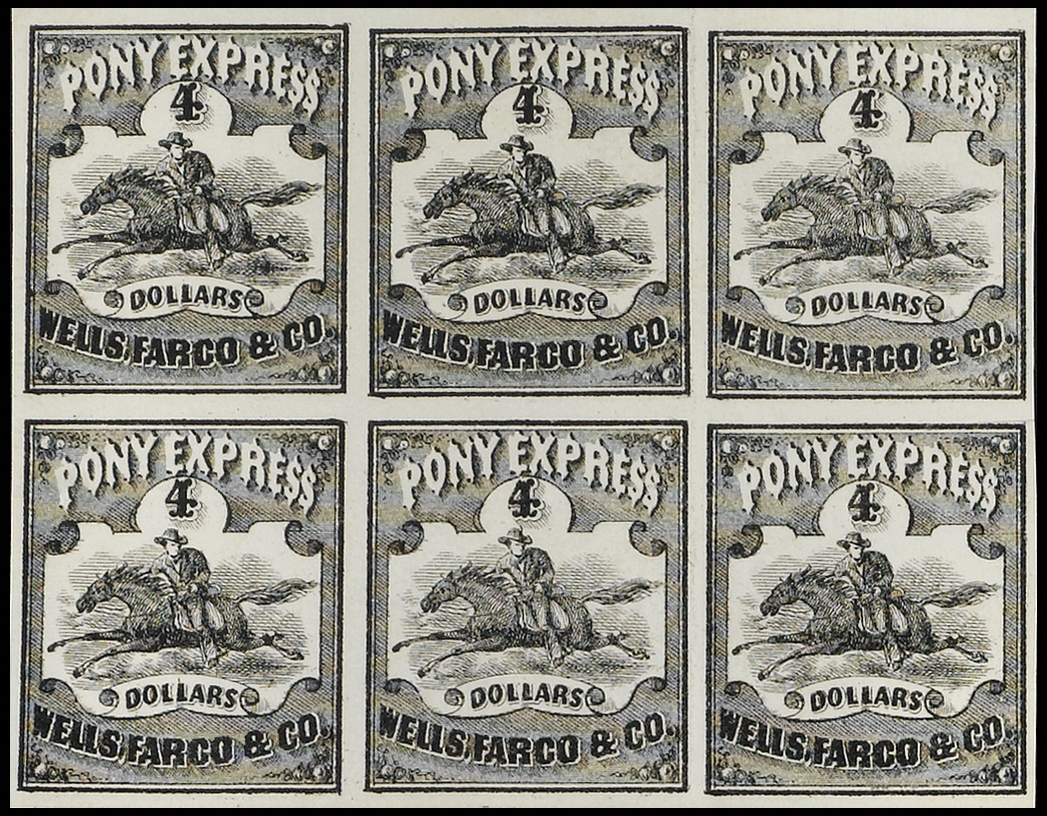 PONY EXPRESS
4
DOLLARS
WELLS, FARGO & CO.
PONY EXPRESS
4
DOLLARS
WELLS, FARGO & CO.
PONY EXPRESS
4
DOLLARS
WELLS, FARGO & CO.
PONY EXPRESS
4
DOLLARS
WELLS, FARGO & CO.
PONY EXPRESS
4
DOLLARS
WELLS, FARGO & CO.
PONY EXPRESS
4
DOLLARS
WELLS, FARGO & CO.